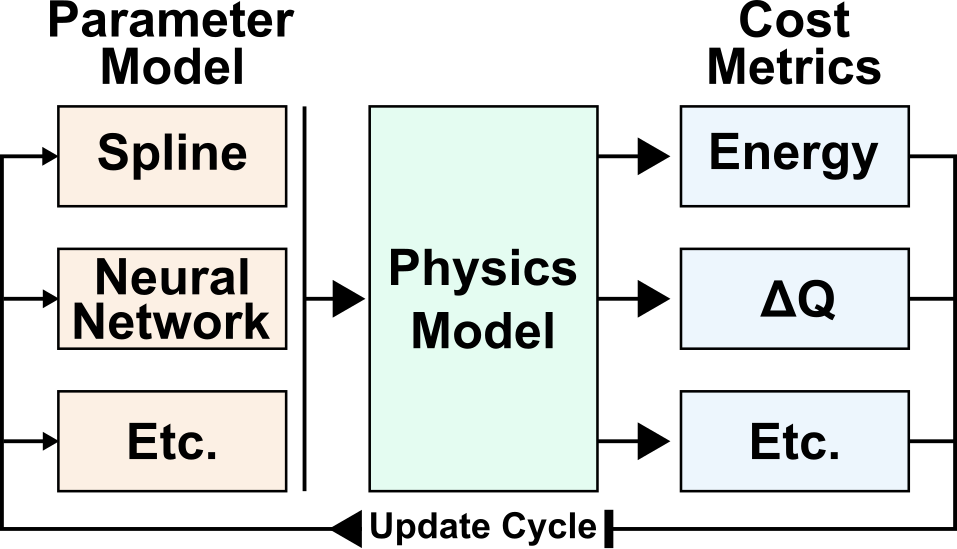 Parameter
Model
Cost
Metrics
Spline
Neural
Network
Etc.
Physics
Model
Energy
ΔQ
Etc.
Update Cycle